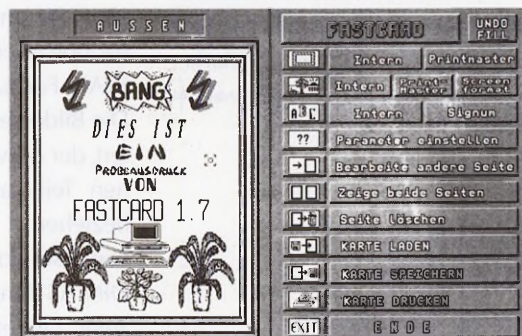 AUSSEN
BANG
DIES IST
EIN
PROBEAUSDRUCK
VON
FASTCARD 1.7
FASTCARD
UNDO
FILL
Intern Printmaster
Intern Print-
master Screen
format
ABC Intern Signum
?? Parameter einstellen
Bearbeite andere Seite
Zeige beide Seiten
Seite löschen
KARTE LADEN
KARTE SPEICHERN
KARTE DRUCKEN
EXIT ENDE